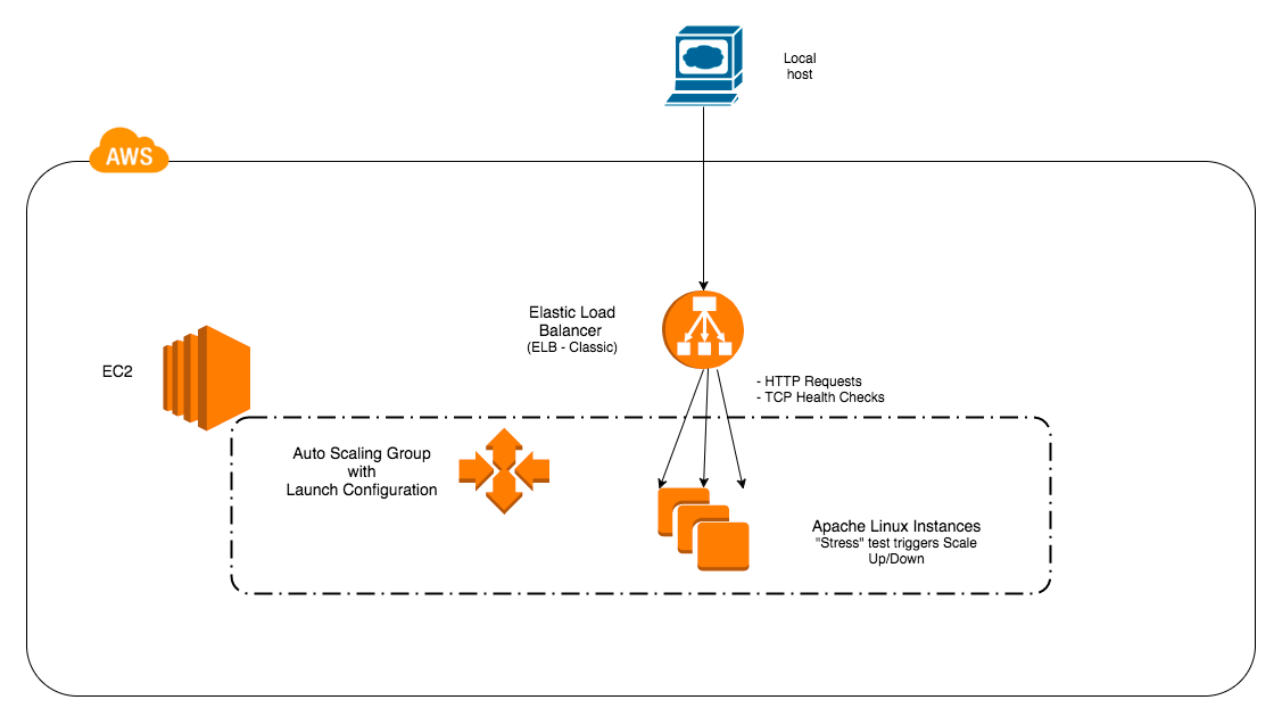 Local
host
AWS
Elastic Load
Balancer
(ELB - Classic)
EC2
- HTTP Requests
- TCP Health Checks
Auto Scaling Group
with
Launch Configuration
Apache Linux Instances
"Stress" test triggers Scale
Up/Down